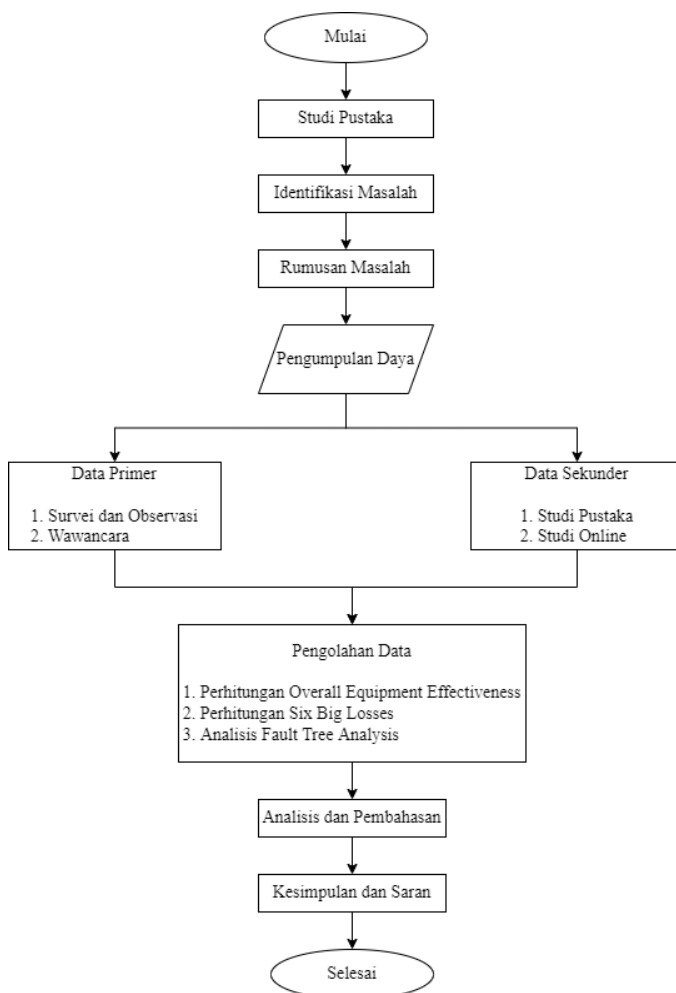 Mulai
Studi Pustaka
Identifikasi Masalah
Rumusan Masalah
Pengumpulan Daya
Data Primer
1. Survei dan Observasi
2. Wawancara
Data Sekunder
1. Studi Pustaka
2. Studi Online
Pengolahan Data
1. Perhitungan Overall Equipment Effectiveness
2. Perhitungan Six Big Losses
3. Analisis Fault Tree Analysis
Analisis dan Pembahasan
Kesimpulan dan Saran
Selesai